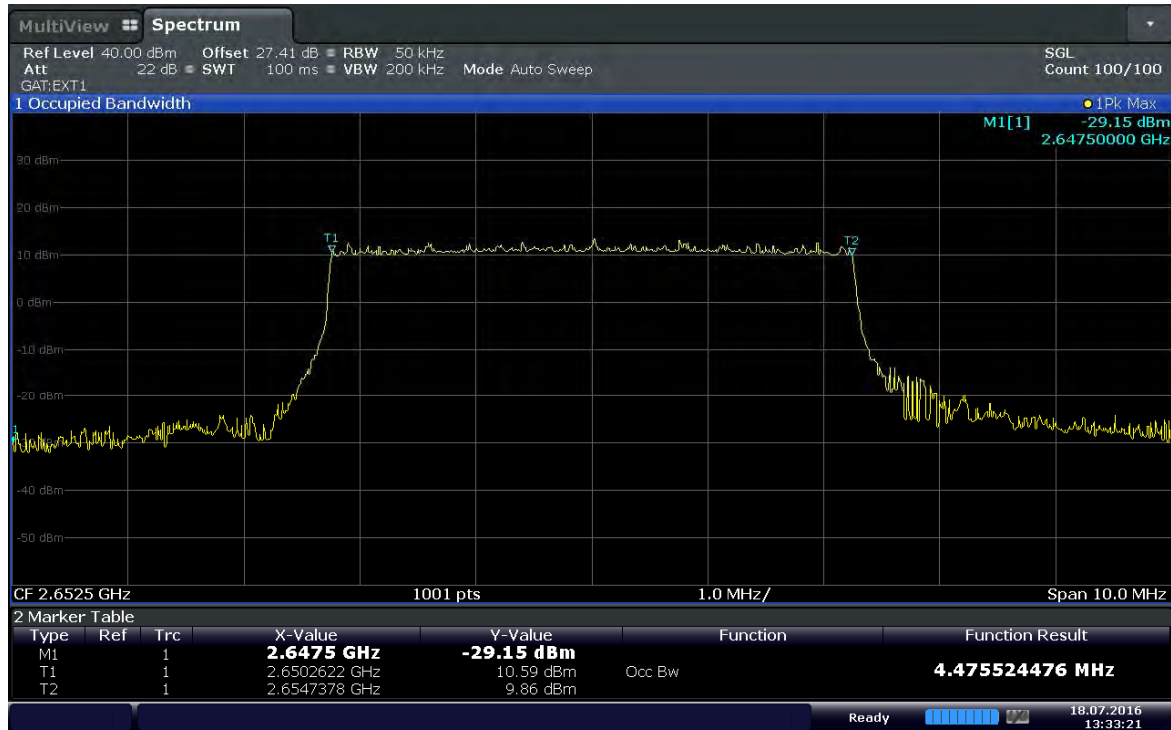 MultiView Spectrum
Ref Level 40.00 dBm Offset 27.41 dB RBW 50 kHz SGL
Att 22 dB SWT 100 ms VBW 200 kHz Mode Auto Sweep Count 100/100
GAT:EXT1
1 Occupied Bandwidth 1Pk Max
M1[1] -29.15 dBm
2.64750000 GHz
30 dBm
20 dBm
T1 T2
10 dBm
0 dBm
-10 dBm
-20 dBm
-40 dBm
-50 dBm
CF 2.6525 GHz 1001 pts 1.0 MHz/ Span 10.0 MHz
2 Marker Table
Type Ref Trc X-Value Y-Value Function Function Result
M1 1 2.6475 GHz -29.15 dBm
T1 1 2.6502622 GHz 10.59 dBm Occ Bw 4.475524476 MHz
T2 1 2.6547378 GHz 9.86 dBm
Ready 18.07.2016
13:33:21